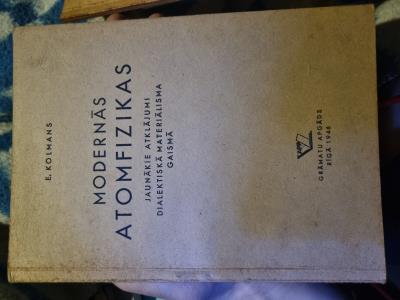 E. KOLMANS
MODERNĀS
ATOMFIZIKAS
JAUNĀKIE ATKLĀJUMI
DIALEKTISKĀ MATERIĀLISMA
GAISMĀ
GRĀMATU APGĀDS
RĪGĀ 1946